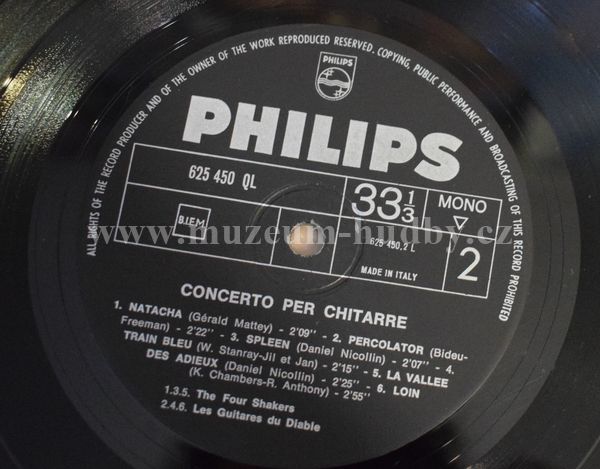 ALL RIGHTS OF THE RECORD PRODUCER AND OF THE OWNER OF THE WORK REPRODUCED RESERVED. COPYING, PUBLIC PERFORMANCE AND BROADCASTING OF THIS RECORD PROHIBITED
PHILIPS
PHILIPS
625 450 QL
33 1/3
MONO
B.I.E.M.
625 450.2 L
2
MADE IN ITALY
www.muzeum-hudby.cz
CONCERTO PER CHITARRE
1. NATACHA (Gérald Mattey) - 2'09" - 2. PERCOLATOR (Bideu-
Freeman) - 2'22" - 3. SPLEEN (Daniel Nicollin) - 2'07" - 4.
TRAIN BLEU (W. Stanray-Jil et Jan) - 2'15" - 5. LA VALLEE
DES ADIEUX (Daniel Nicollin) - 2'25" - 6. LOIN
(K. Chambers-R. Anthony) - 2'55"
1.3.5. The Four Shakers
2.4.6. Les Guitares du Diable